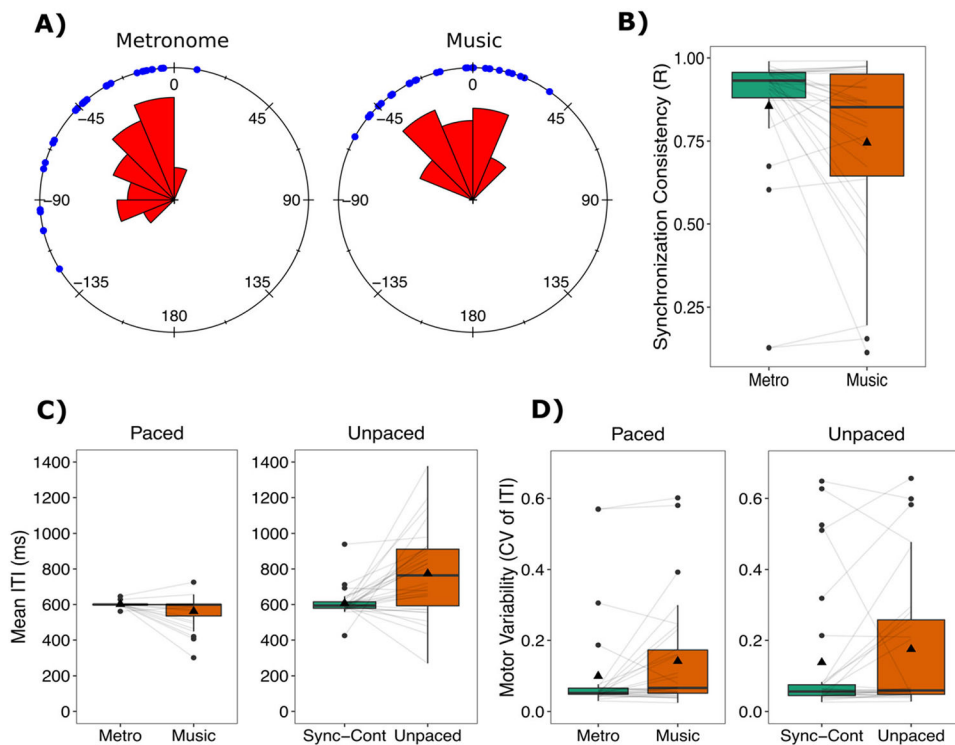 A)
Metronome
0
45
90
135
180
−135
−90
−45
Music
0
45
90
135
180
−135
−90
−45
B)
Synchronization Consistency (R)
1.00
0.75
0.50
0.25
Metro Music
C)
Mean ITI (ms)
Paced
1400
1200
1000
800
600
400
200
0
Metro Music
Unpaced
1400
1200
1000
800
600
400
200
0
Sync−Cont Unpaced
D)
Motor Variability (CV of ITI)
Paced
0.6
0.4
0.2
0.0
Metro Music
Unpaced
0.6
0.4
0.2
0.0
Sync−Cont Unpaced